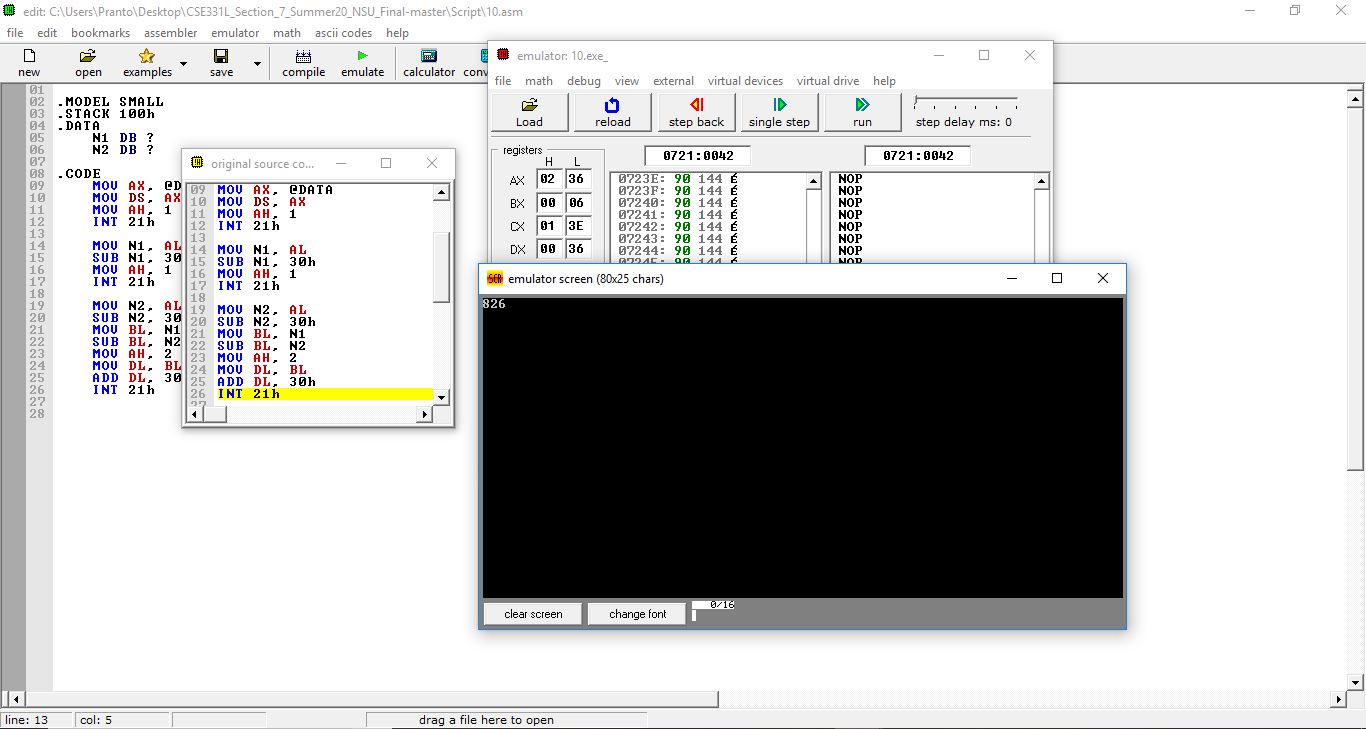 edit: C:\Users\Pranto\Desktop\CSE331L_Section_7_Summer20_NSU_Final-master\Script\10.asm
file edit bookmarks assembler emulator math ascii codes help
new open examples save compile emulate calculator conv
01
02 .MODEL SMALL
03 .STACK 100h
04 .DATA
05 N1 DB ?
06 N2 DB ?
07
08 .CODE
09 MOV AX, @D
10 MOV DS, AX
11 MOV AH, 1
12 INT 21h
13
14 MOV N1, AL
15 SUB N1, 30
16 MOV AH, 1
17 INT 21h
18
19 MOV N2, AL
20 SUB N2, 30
21 MOV BL, N1
22 SUB BL, N2
23 MOV AH, 2
24 MOV DL, BL
25 ADD DL, 30
26 INT 21h
27
28
original source co...
09 MOV AX, @DATA
10 MOV DS, AX
11 MOV AH, 1
12 INT 21h
13
14 MOV N1, AL
15 SUB N1, 30h
16 MOV AH, 1
17 INT 21h
18
19 MOV N2, AL
20 SUB N2, 30h
21 MOV BL, N1
22 SUB BL, N2
23 MOV AH, 2
24 MOV DL, BL
25 ADD DL, 30h
26 INT 21h
27
emulator: 10.exe_
file math debug view external virtual devices virtual drive help
Load reload step back single step run step delay ms: 0
registers
H L
AX 02 36
BX 00 06
CX 01 3E
DX 00 36
0721:0042 0721:0042
0723E: 90 144 É NOP
0723F: 90 144 É NOP
07240: 90 144 É NOP
07241: 90 144 É NOP
07242: 90 144 É NOP
07243: 90 144 É NOP
07244: 90 144 É NOP
07245: 90 144 É NOP
emulator screen (80x25 chars)
826
clear screen change font 0/16
line: 13 col: 5 drag a file here to open